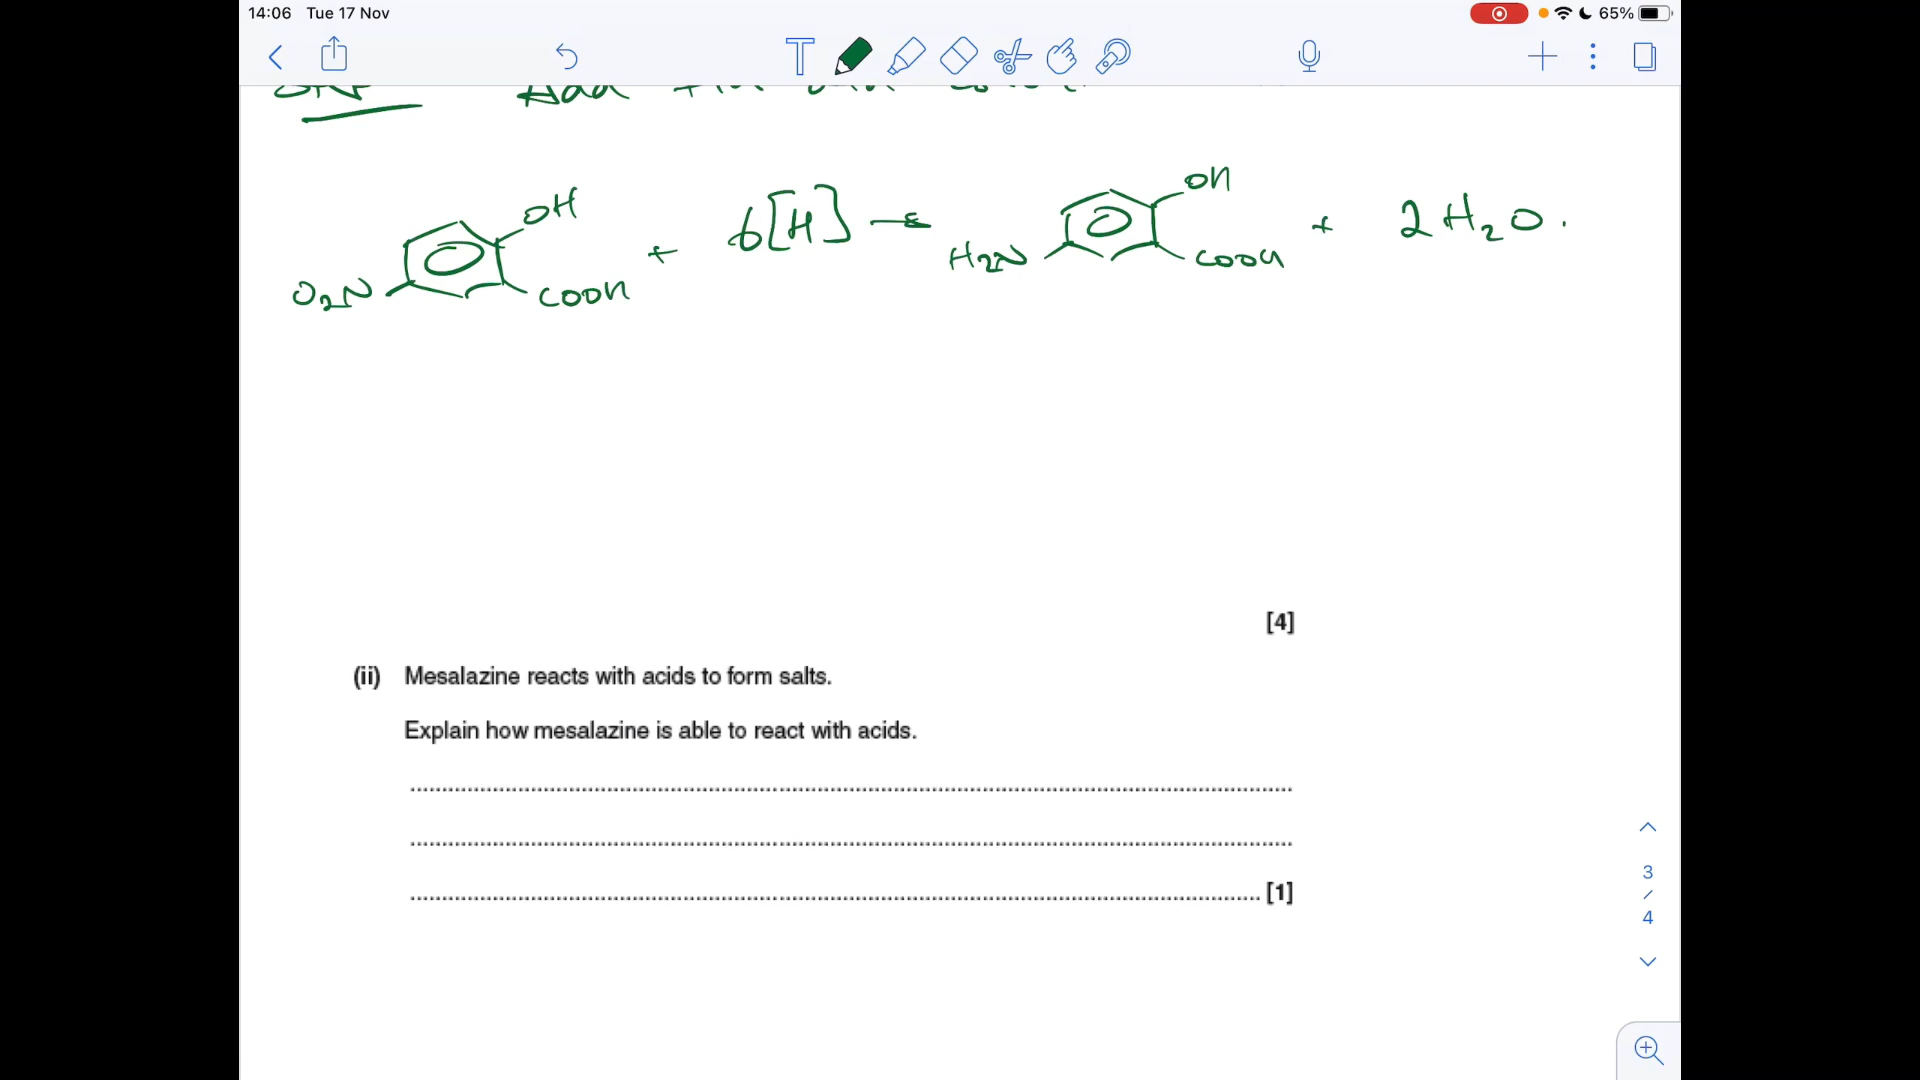 14:06 Tue 17 Nov 65%
T
Add
OH OH
O2N COOH + 6[H] → H2N COOH + 2H2O.
[4]
(ii) Mesalazine reacts with acids to form salts.
Explain how mesalazine is able to react with acids.
[1]
3
/
4